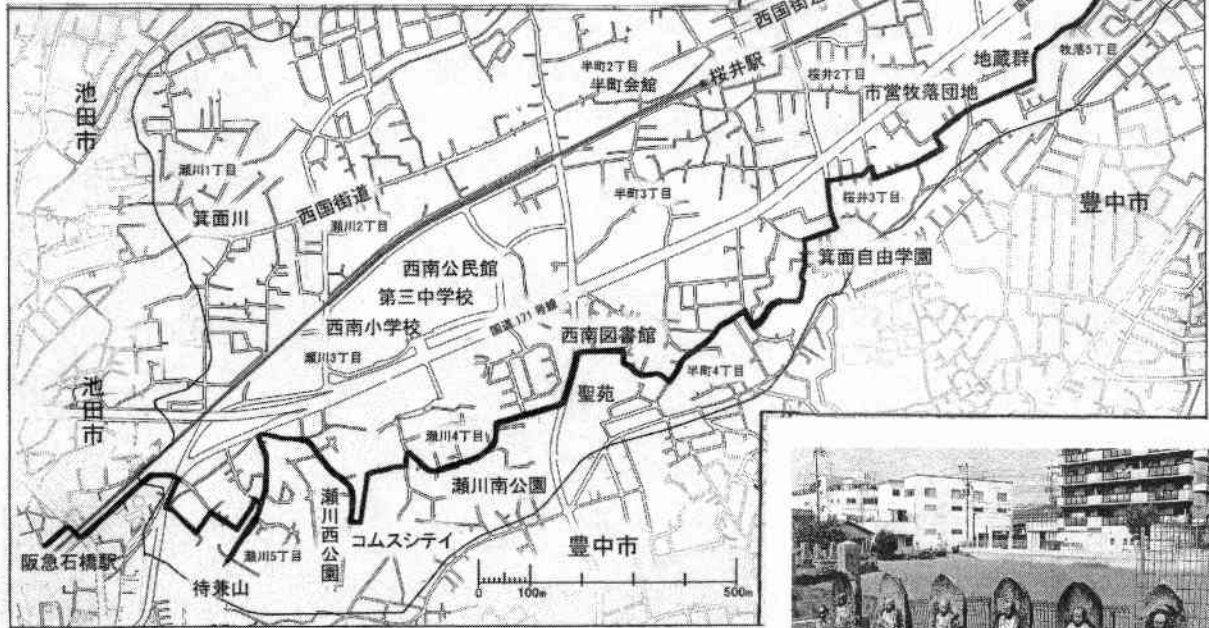 西国街道
西国街道
国道
半町2丁目
半町会館
桜井駅
桜井2丁目
地蔵群
牧落5丁目
市営牧落団地
池田市
瀬川1丁目
箕面川
西国街道
瀬川2丁目
半町3丁目
桜井3丁目
豊中市
箕面自由学園
西南公民館
第三中学校
西南小学校
国道171号線
西南図書館
瀬川3丁目
池田市
聖苑
半町4丁目
瀬川4丁目
瀬川南公園
瀬川西公園
コムスシティ
豊中市
阪急石橋駅
待兼山
瀬川5丁目
0
100m
500m